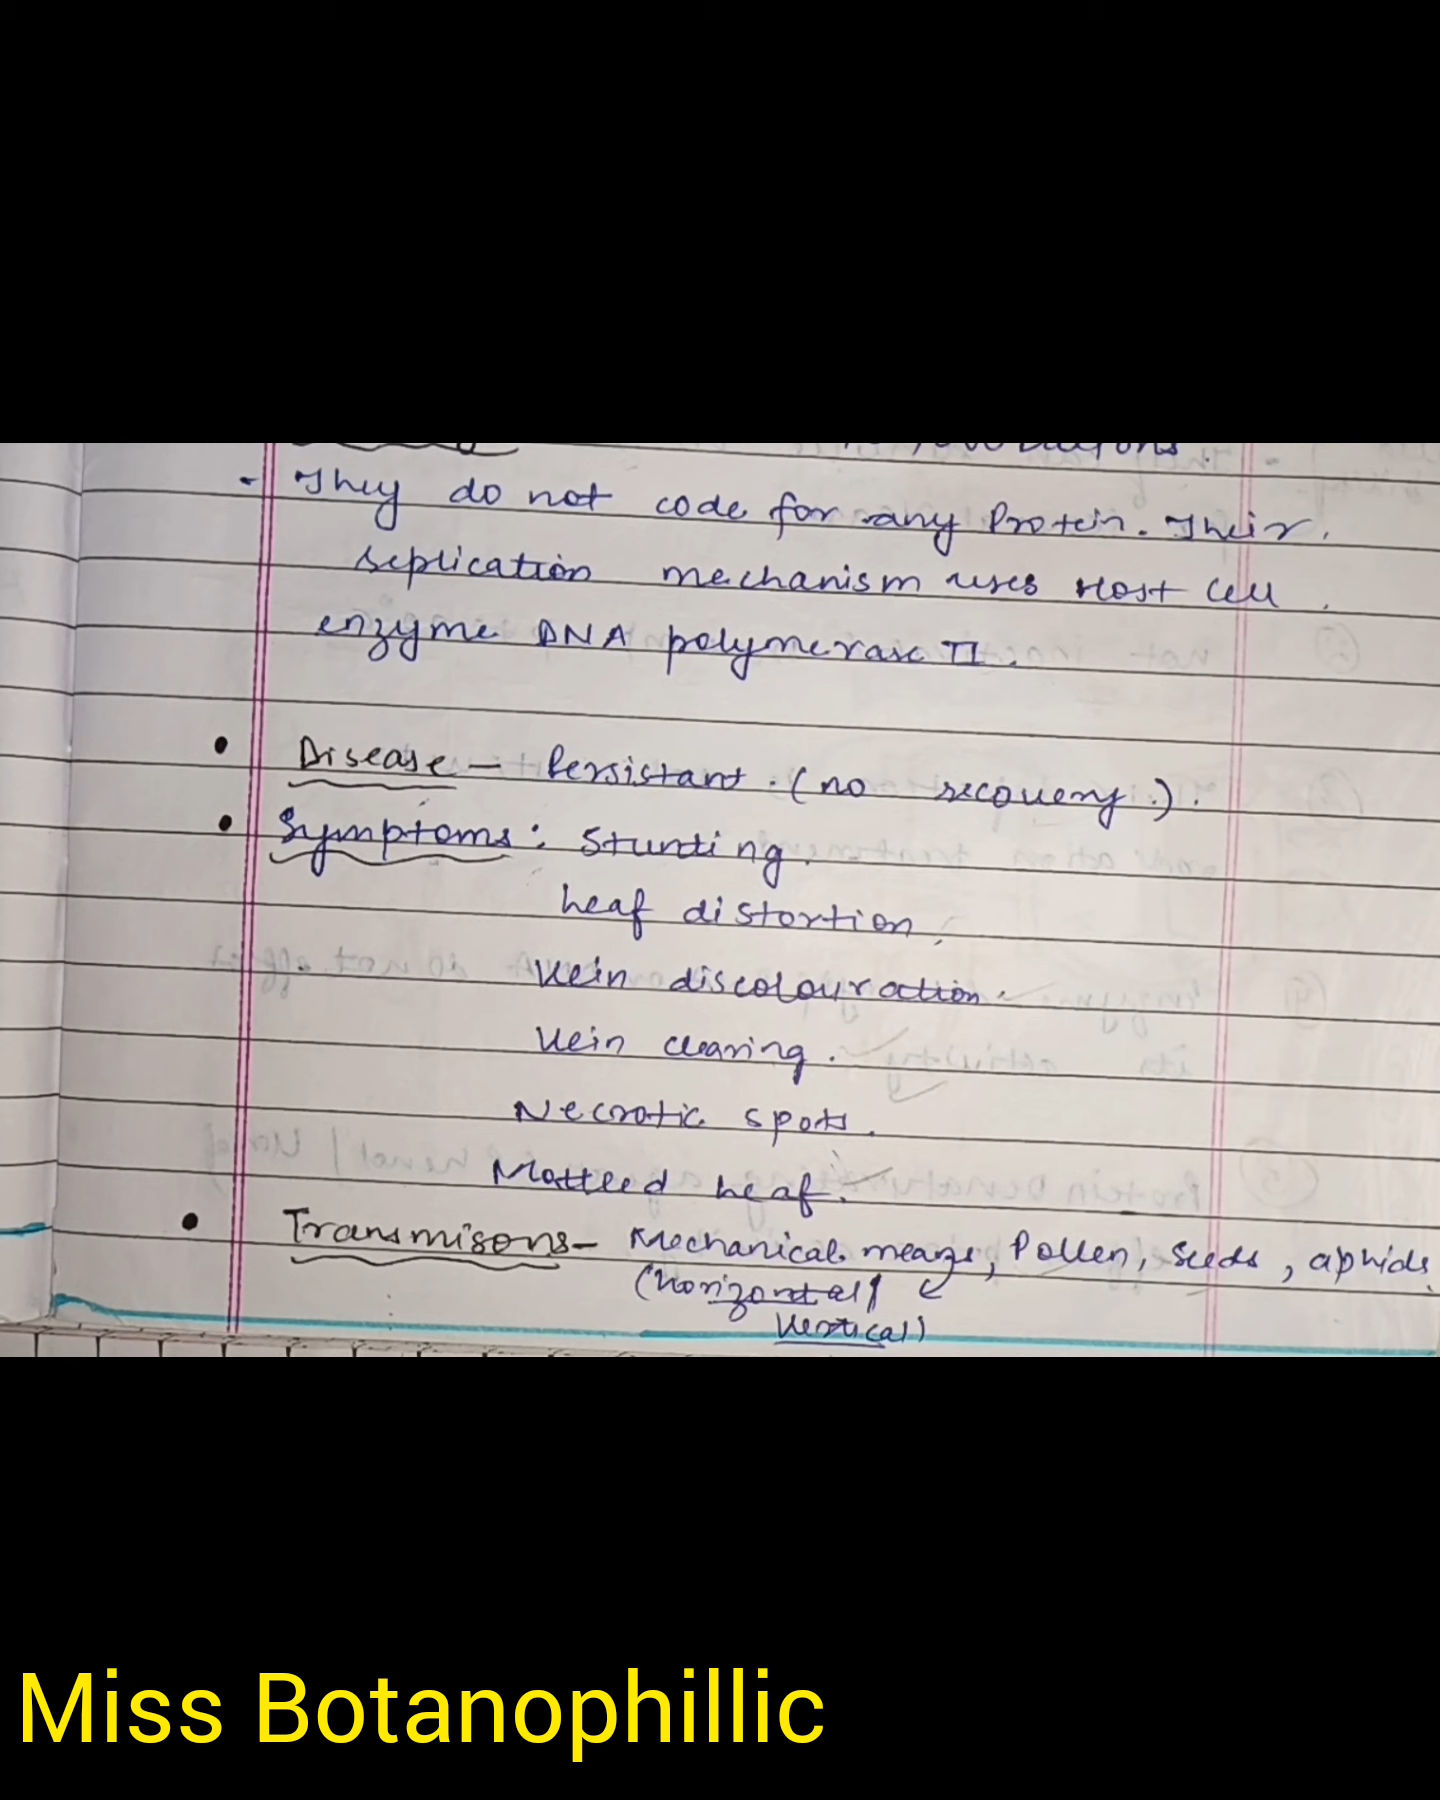 - They do not code for any Protein. Their
replication mechanism uses Host cell
enzyme DNA polymerase II.
• Disease – Persistant. (no recovery.).
• Symptoms: Stunting.
Leaf distortion.
Vein discolouration.
Vein clearing.
Necrotic spots.
Mottled leaf.
• Transmisons – Mechanical means, Pollen, Seeds, aphids.
(horizontal/
Vertical)
Miss Botanophillic